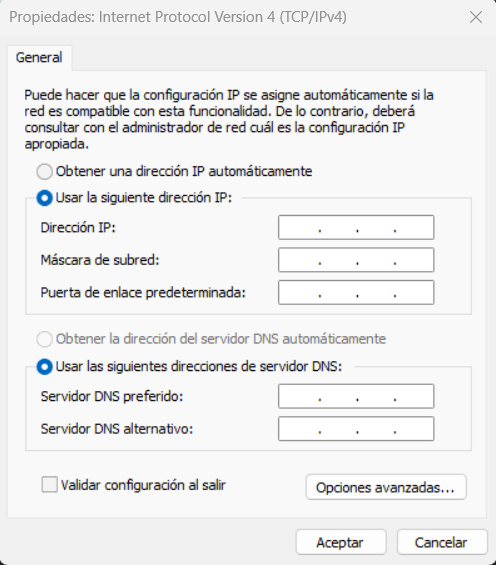 Propiedades: Internet Protocol Version 4 (TCP/IPv4)
General
Puede hacer que la configuración IP se asigne automáticamente si la
red es compatible con esta funcionalidad. De lo contrario, deberá
consultar con el administrador de red cuál es la configuración IP
apropiada.
Obtener una dirección IP automáticamente
Usar la siguiente dirección IP:
Dirección IP:
. . .
Máscara de subred:
. . .
Puerta de enlace predeterminada:
. . .
Obtener la dirección del servidor DNS automáticamente
Usar las siguientes direcciones de servidor DNS:
Servidor DNS preferido:
. . .
Servidor DNS alternativo:
. . .
Validar configuración al salir
Opciones avanzadas...
Aceptar
Cancelar